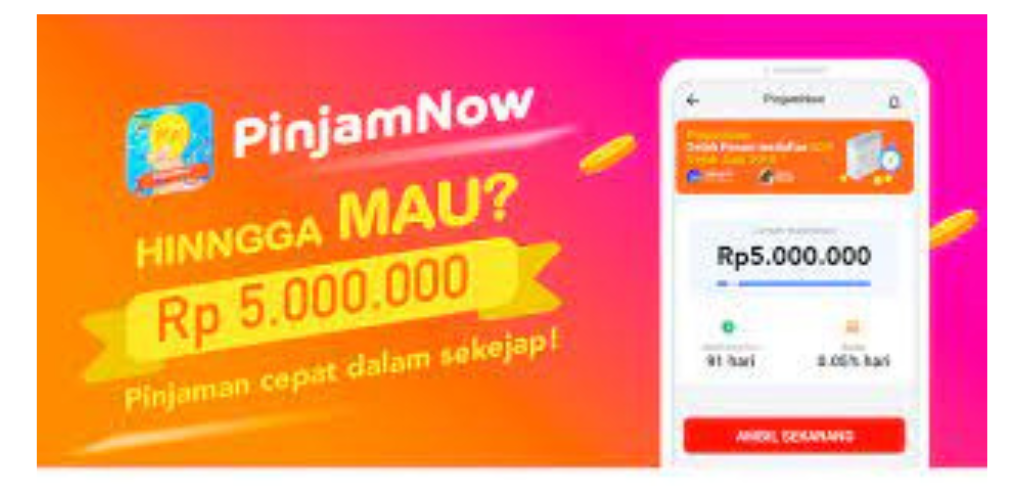 PinjamNow
HINNGGA MAU?
Rp 5.000.000
Pinjaman cepat dalam sekejap!
PinjamNow
Rp5.000.000
91 hari
0.05% hari
AMBIL SEKARANG